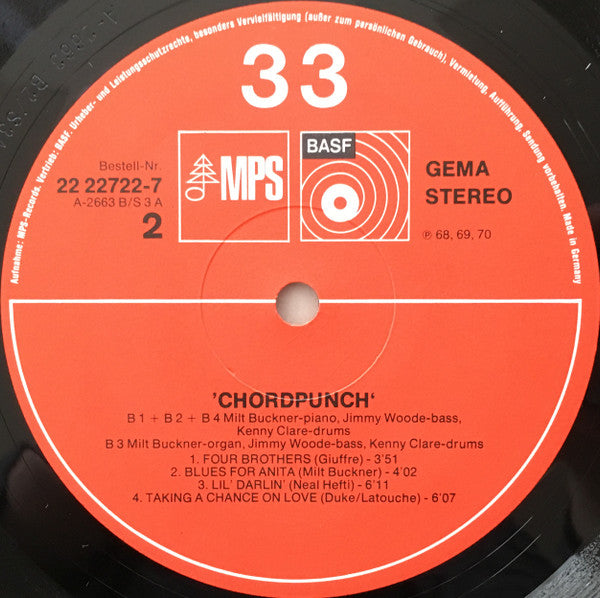 Aufnahme: MPS-Records. Vertrieb: BASF. Urheber- und Leistungsschutzrechte, besonders Vervielfältigung (außer zum persönlichen Gebrauch), Vermietung, Aufführung, Sendung vorbehalten. Made in Germany
33
Bestell-Nr.
22 22722-7
A-2663 B/S 3 A
2
MPS
BASF
GEMA
STEREO
℗ 68, 69, 70
'CHORDPUNCH'
B 1 + B 2 + B 4 Milt Buckner-piano, Jimmy Woode-bass,
Kenny Clare-drums
B 3 Milt Buckner-organ, Jimmy Woode-bass, Kenny Clare-drums
1. FOUR BROTHERS (Giuffre) - 3'51
2. BLUES FOR ANITA (Milt Buckner) - 4'02
3. LIL' DARLIN' (Neal Hefti) - 6'11
4. TAKING A CHANCE ON LOVE (Duke/Latouche) - 6'07